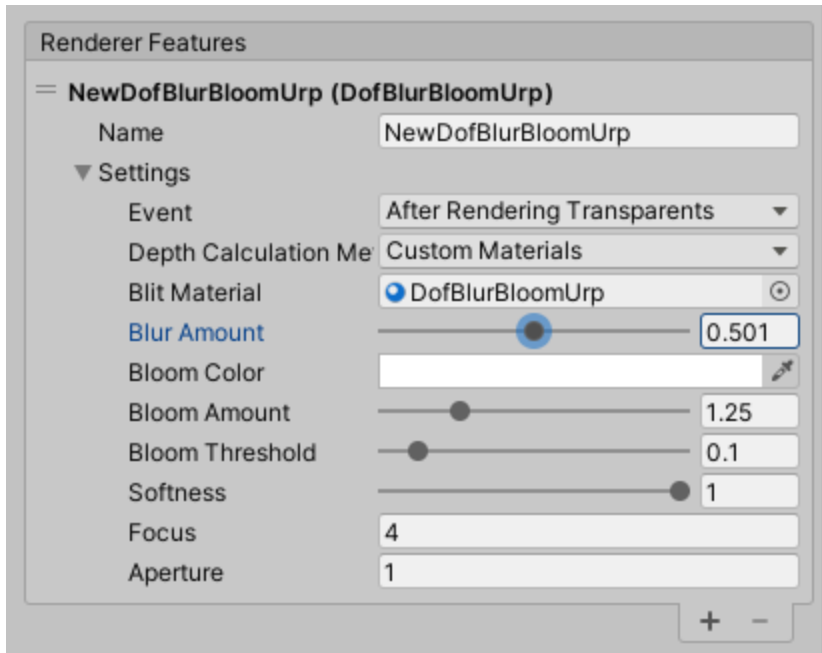 Renderer Features
NewDofBlurBloomUrp (DofBlurBloomUrp)
Name NewDofBlurBloomUrp
Settings
Event After Rendering Transparents
Depth Calculation Me Custom Materials
Blit Material DofBlurBloomUrp
Blur Amount 0.501
Bloom Color
Bloom Amount 1.25
Bloom Threshold 0.1
Softness 1
Focus 4
Aperture 1
+ −